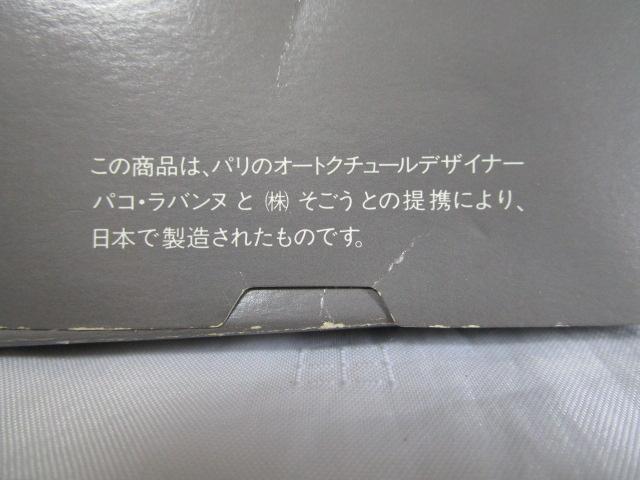 この商品は、パリのオートクチュールデザイナー
パコ・ラバンヌと㈱そごうとの提携により、
日本で製造されたものです。